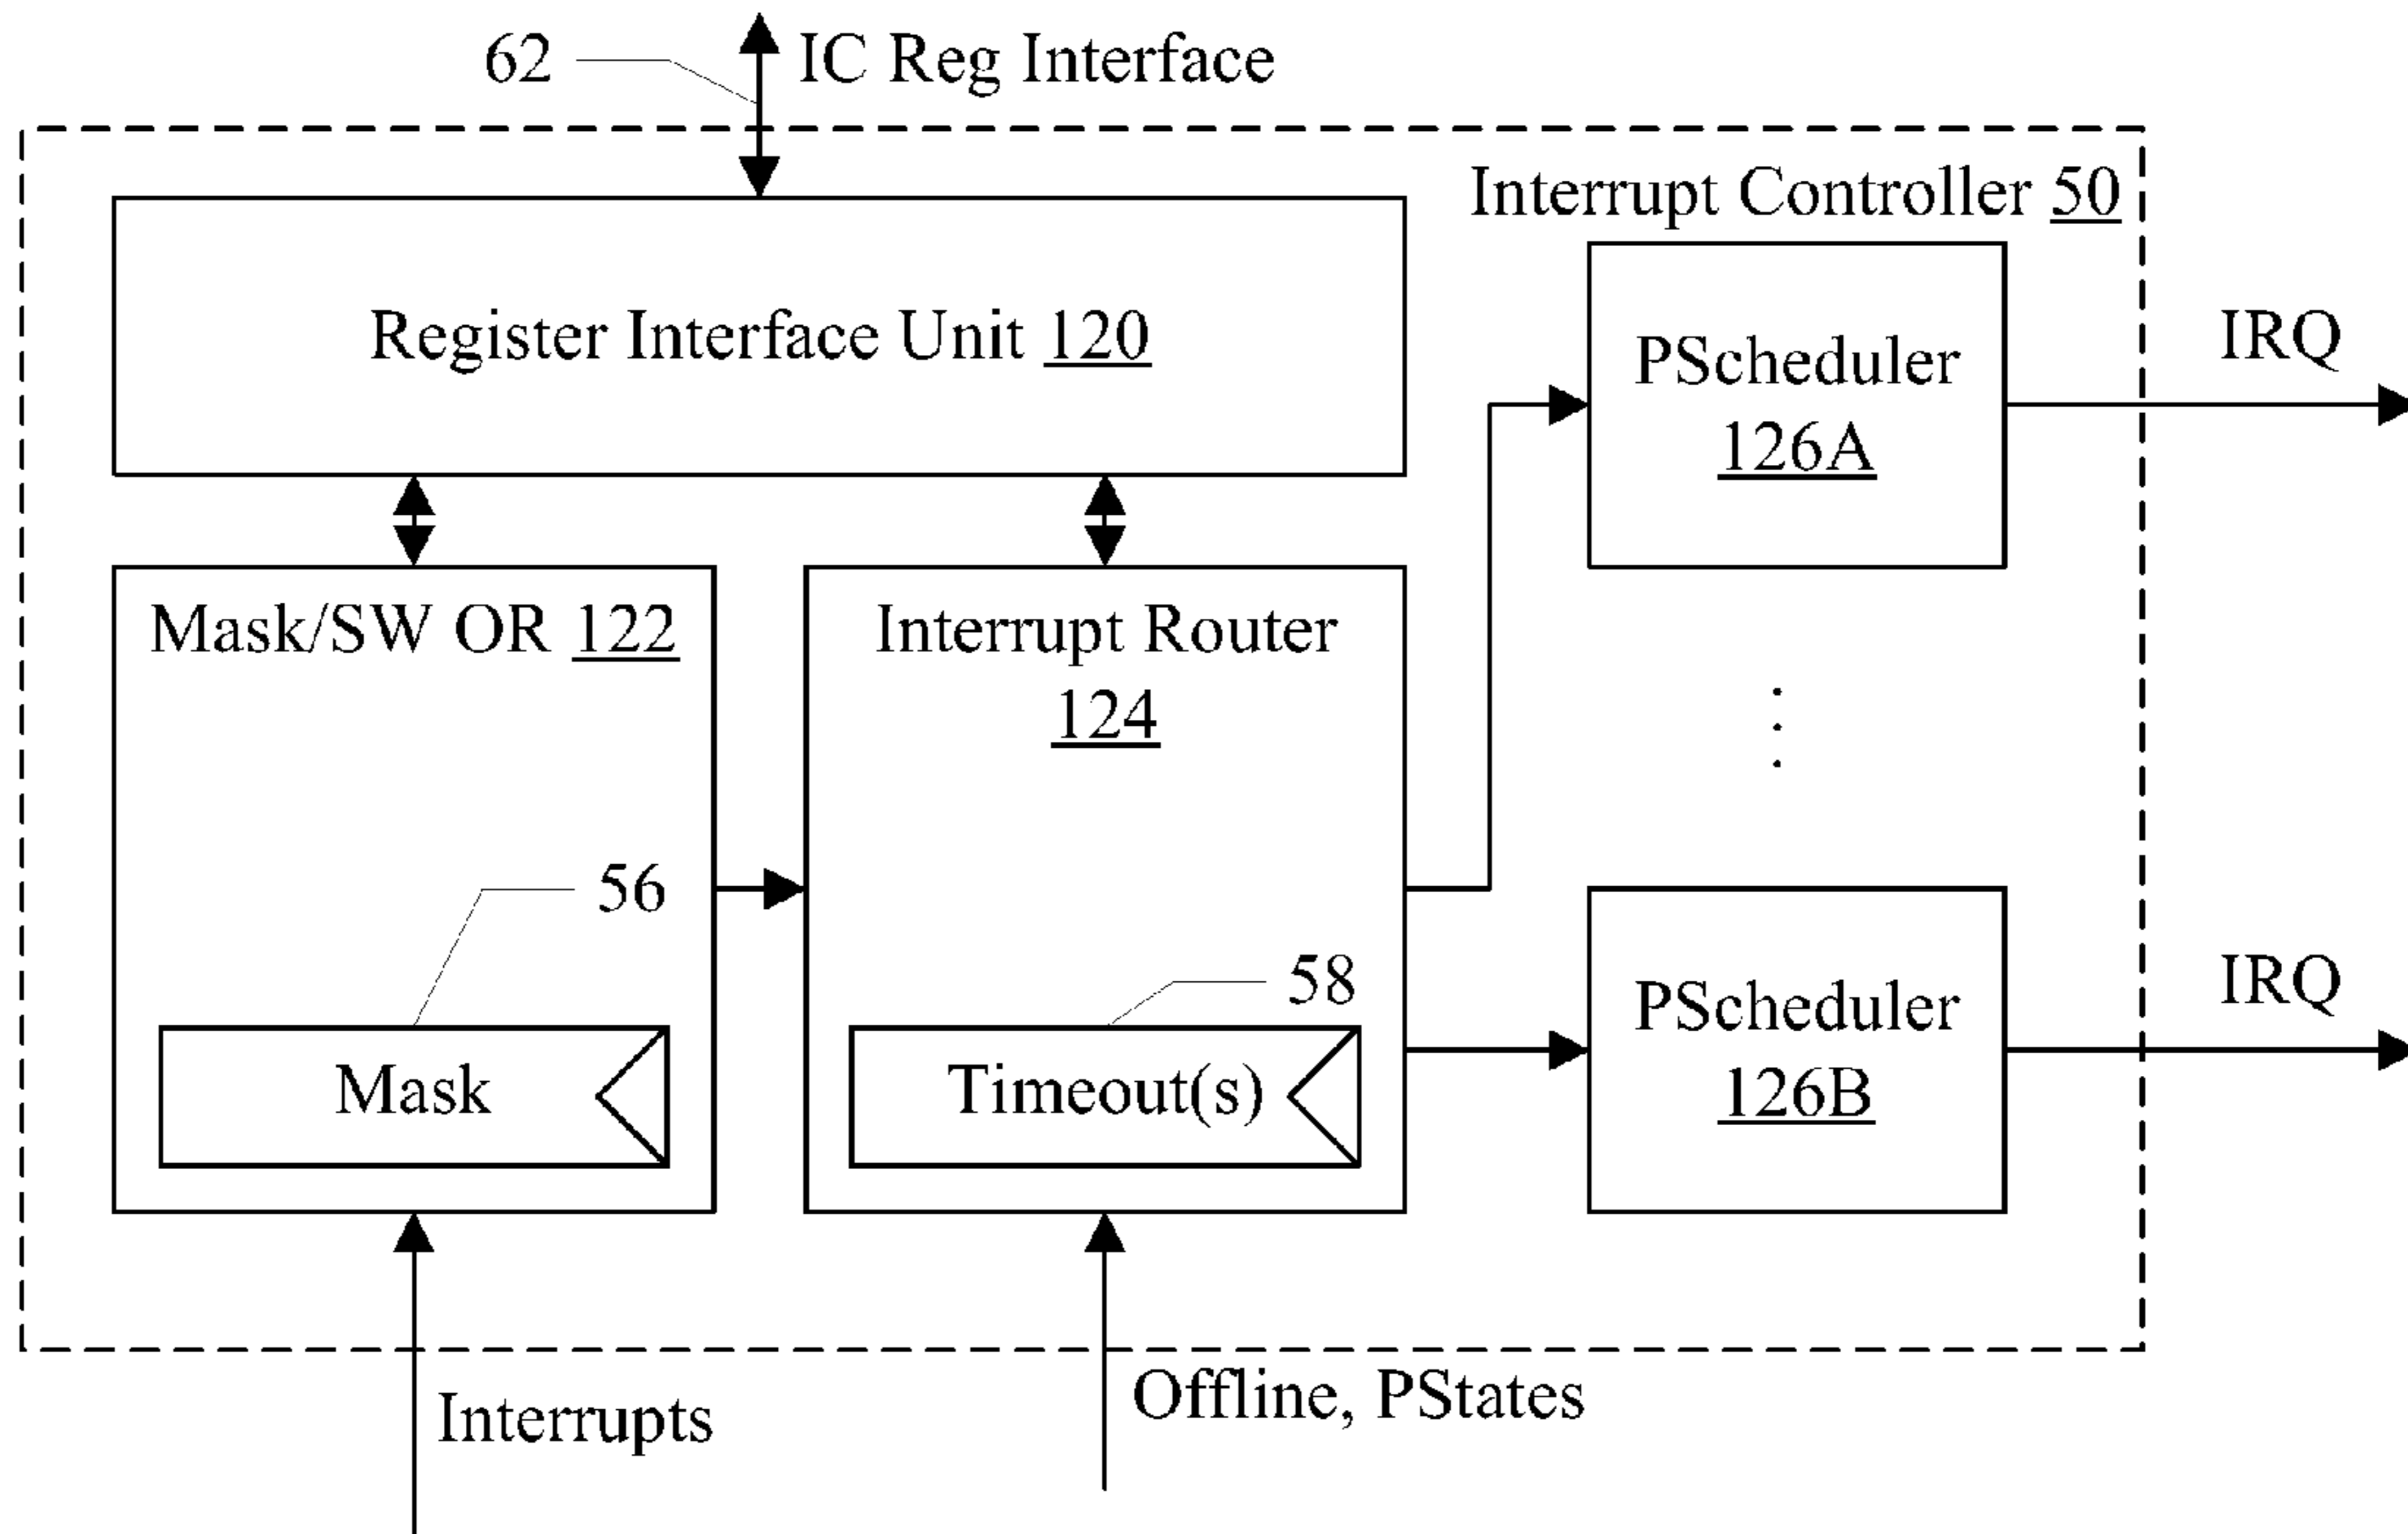 62
IC Reg Interface
Interrupt Controller 50
Register Interface Unit 120
PScheduler
126A
IRQ
Mask/SW OR 122
Interrupt Router
124
56
58
Mask
Timeout(s)
PScheduler
126B
IRQ
Interrupts
Offline, PStates